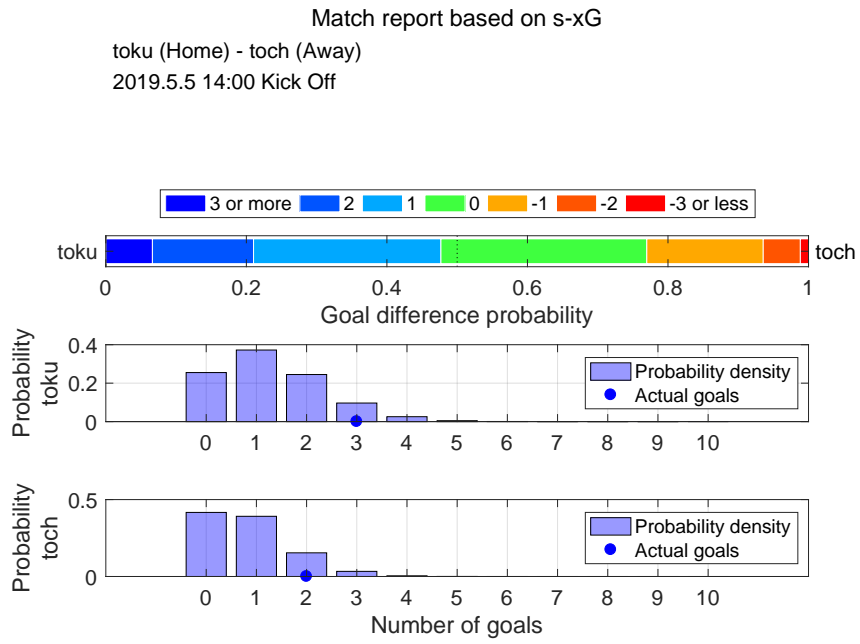 Match report based on s-xG
toku (Home) - toch (Away)
2019.5.5 14:00 Kick Off
3 or more 2 1 0 -1 -2 -3 or less
toku toch
0 0.2 0.4 0.6 0.8 1
Goal difference probability
Probability
toku
0.4
0.2
0
Probability density
Actual goals
0 1 2 3 4 5 6 7 8 9 10
Probability
toch
0.5
0
Probability density
Actual goals
0 1 2 3 4 5 6 7 8 9 10
Number of goals